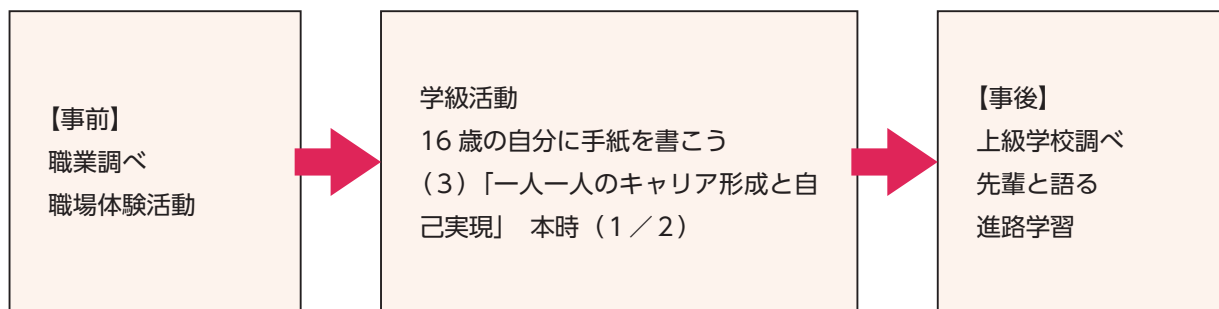 【事前】
職業調べ
職場体験活動
学級活動
16 歳の自分に手紙を書こう
（３）「一人一人のキャリア形成と自
己実現」 本時（１／２）
【事後】
上級学校調べ
先輩と語る
進路学習